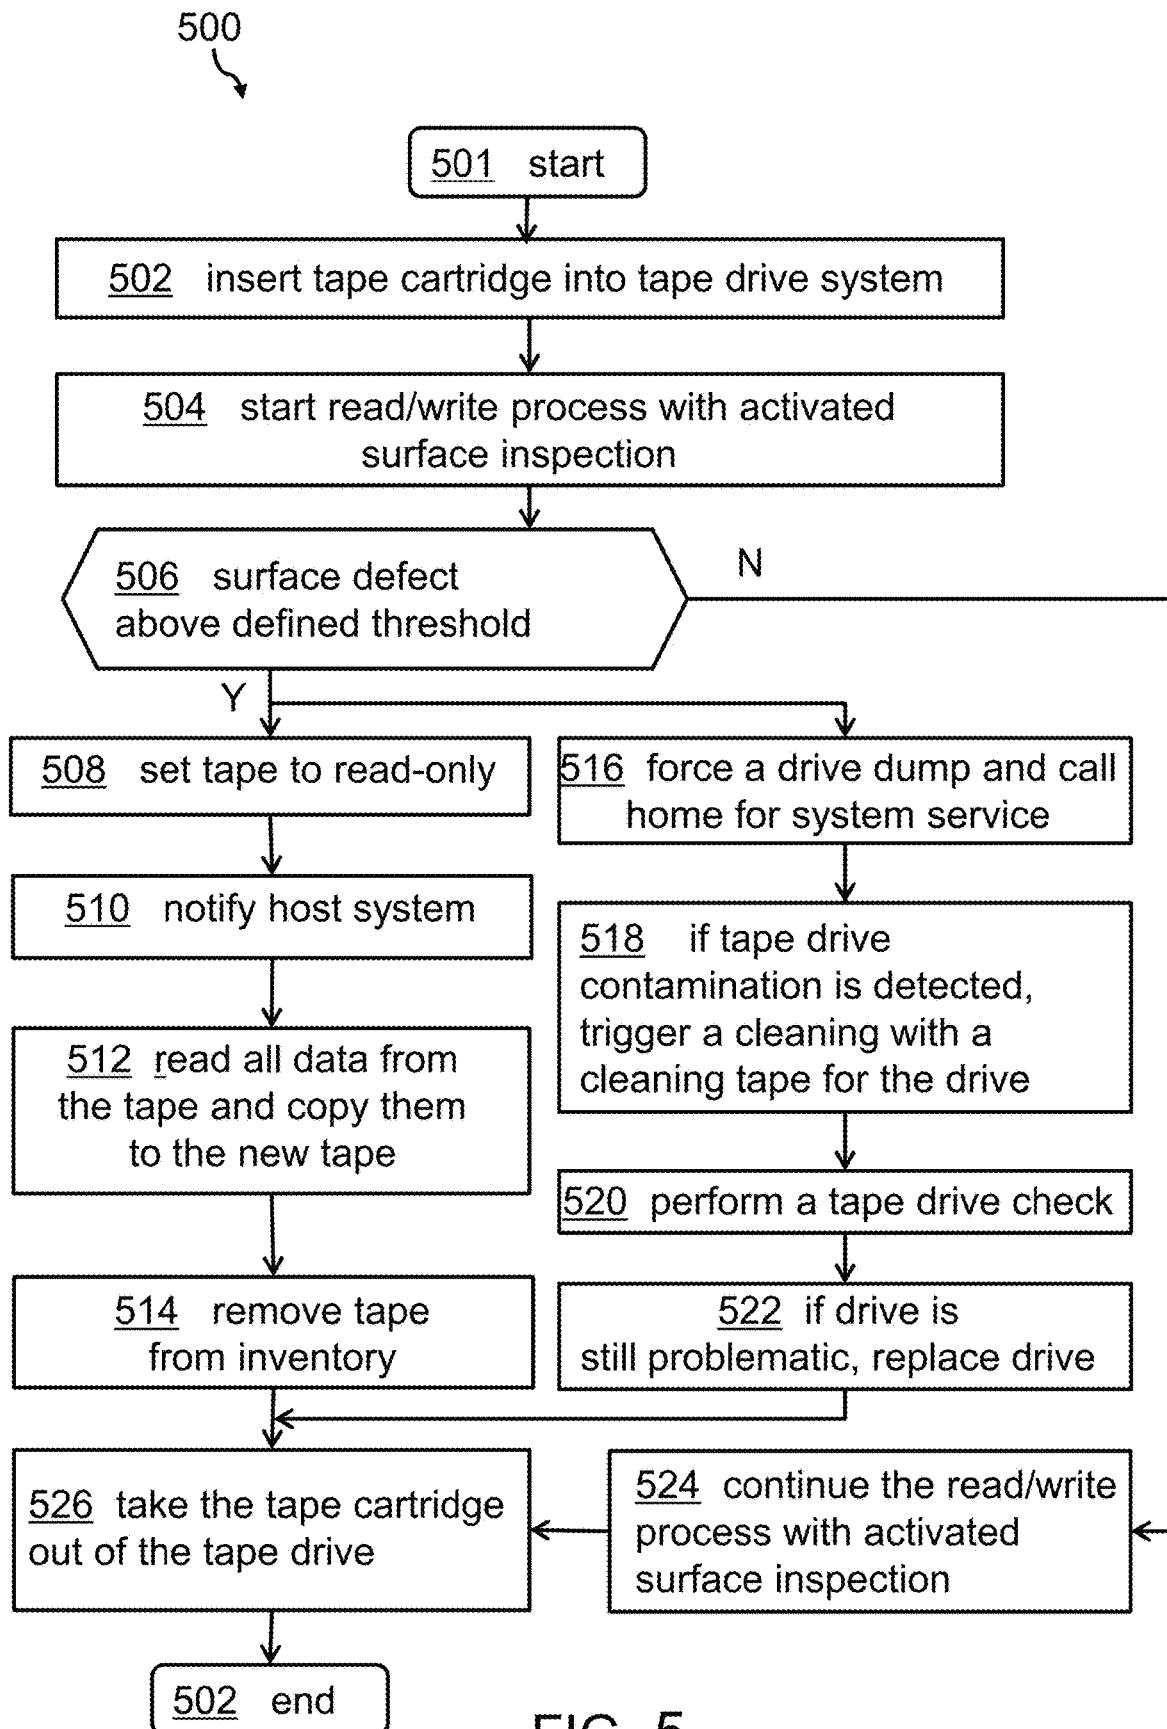 500
501 start
502 insert tape cartridge into tape drive system
504 start read/write process with activated
surface inspection
506 surface defect
above defined threshold
N
Y
508 set tape to read-only
510 notify host system
512 read all data from
the tape and copy them
to the new tape
514 remove tape
from inventory
516 force a drive dump and call
home for system service
518 if tape drive
contamination is detected,
trigger a cleaning with a
cleaning tape for the drive
520 perform a tape drive check
522 if drive is
still problematic, replace drive
524 continue the read/write
process with activated
surface inspection
526 take the tape cartridge
out of the tape drive
502 end
FIG. 5